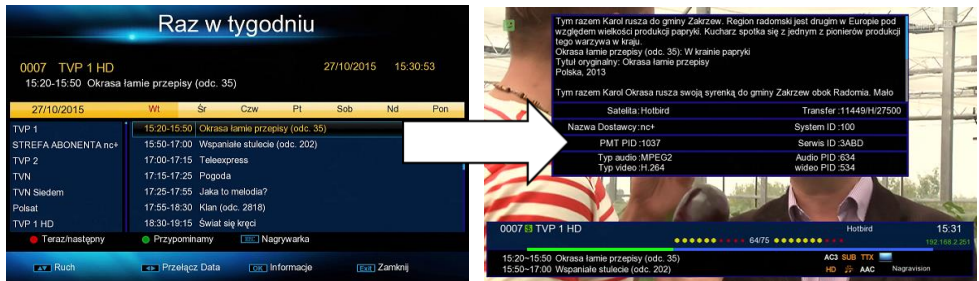 Raz w tygodniu
0007 TVP 1 HD
27/10/2015 15:30:53
15:20-15:50 Okrasa łamie przepisy (odc. 35)
27/10/2015 Wt Śr Czw Pt Sob Nd Pon
TVP 1 15:20-15:50 Okrasa łamie przepisy (odc. 35)
STREFA ABONENTA nc+ 15:50-17:00 Wspaniałe stulecie (odc. 202)
TVP 2 17:00-17:15 Teleexpress
TVN 17:15-17:25 Pogoda
TVN Siedem 17:25-17:55 Jaka to melodia?
Polsat 17:55-18:30 Klan (odc. 2818)
TVP 1 HD 18:30-19:15 Świat się kręci
Teraz/następny Przypominamy REC Nagrywarka
Ruch Przełącz Data OK Informacje Exit Zamknij
Tym razem Karol rusza do gminy Zakrzew. Region radomski jest drugim w Europie pod
względem wielkości produkcji papryki. Kucharz spotka się z jednym z pionierów produkcji
tego warzywa w kraju.
Okrasa łamie przepisy (odc. 35): W krainie papryki
Tytuł oryginalny: Okrasa łamie przepisy
Polska, 2013
Tym razem Karol Okrasa rusza swoją syrenką do gminy Zakrzew obok Radomia. Mało
Satelita:Hotbird Transfer :11449/H/27500
Nazwa Dostawcy:nc+ System ID :100
PMT PID :1037 Serwis ID :3ABD
Typ audio:MPEG2 Audio PID :634
Typ video:H.264 wideo PID :534
0007 S TVP 1 HD Hotbird 15:31
64/75 192.168.2.251
15:20~15:50 Okrasa łamie przepisy (odc. 35) AC3 SUB TTX
15:50~17:00 Wspaniałe stulecie (odc. 202) HD AAC Nagravision